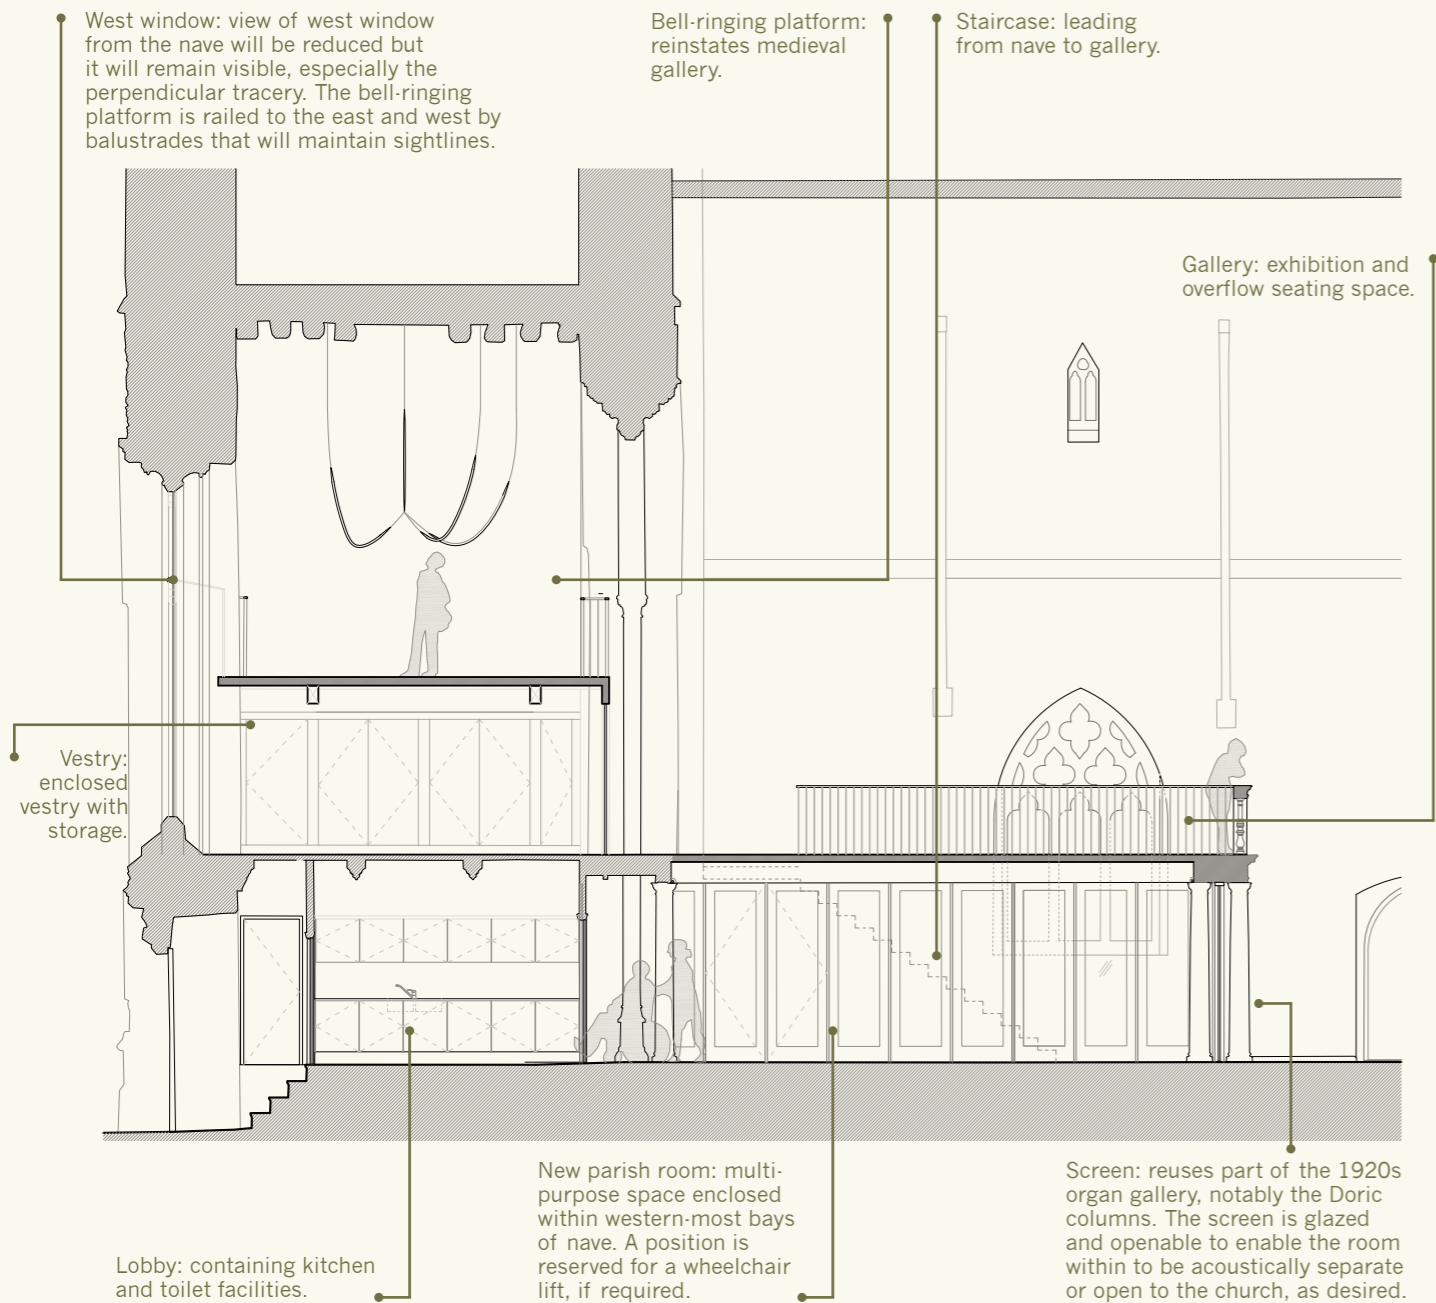 West window: view of west window
from the nave will be reduced but
it will remain visible, especially the
perpendicular tracery. The bell-ringing
platform is railed to the east and west by
balustrades that will maintain sightlines.
Bell-ringing platform:
reinstates medieval
gallery.
Staircase: leading
from nave to gallery.
Gallery: exhibition and
overflow seating space.
Vestry:
enclosed
vestry with
storage.
Lobby: containing kitchen
and toilet facilities.
New parish room: multi-
purpose space enclosed
within western-most bays
of nave. A position is
reserved for a wheelchair
lift, if required.
Screen: reuses part of the 1920s
organ gallery, notably the Doric
columns. The screen is glazed
and openable to enable the room
within to be acoustically separate
or open to the church, as desired.